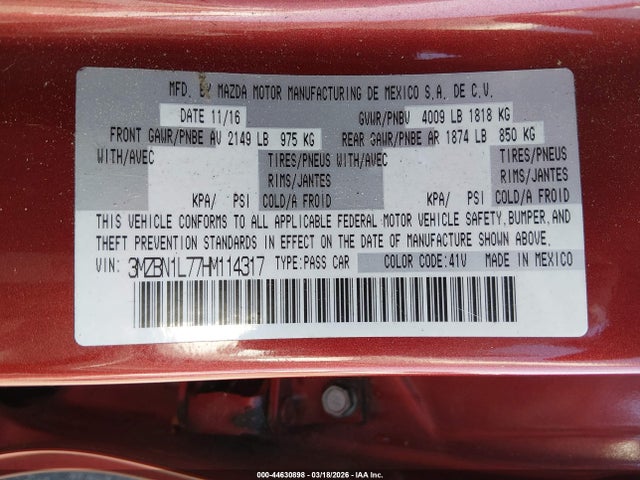 MFD. BY MAZDA MOTOR MANUFACTURING DE MEXICO S.A. DE C.V.
DATE 11/16 GVWR/PNBV 4009 LB 1818 KG
FRONT GAWR/PNBE AV 2149 LB 975 KG REAR GAWR/PNBE AR 1874 LB 850 KG
WITH/AVEC TIRES/PNEUS WITH/AVEC TIRES/PNEUS
RIMS/JANTES RIMS/JANTES
KPA/ PSI COLD/A FROID KPA/ PSI COLD/A FROID
THIS VEHICLE CONFORMS TO ALL APPLICABLE FEDERAL MOTOR VEHICLE SAFETY, BUMPER, AND
THEFT PREVENTION STANDARDS IN EFFECT ON THE DATE OF MANUFACTURE SHOWN ABOVE.
VIN: 3MZBN1L77HM114317 TYPE:PASS CAR COLOR CODE:41V MADE IN MEXICO
000-44630898 - 03/18/2026 - IAA Inc.